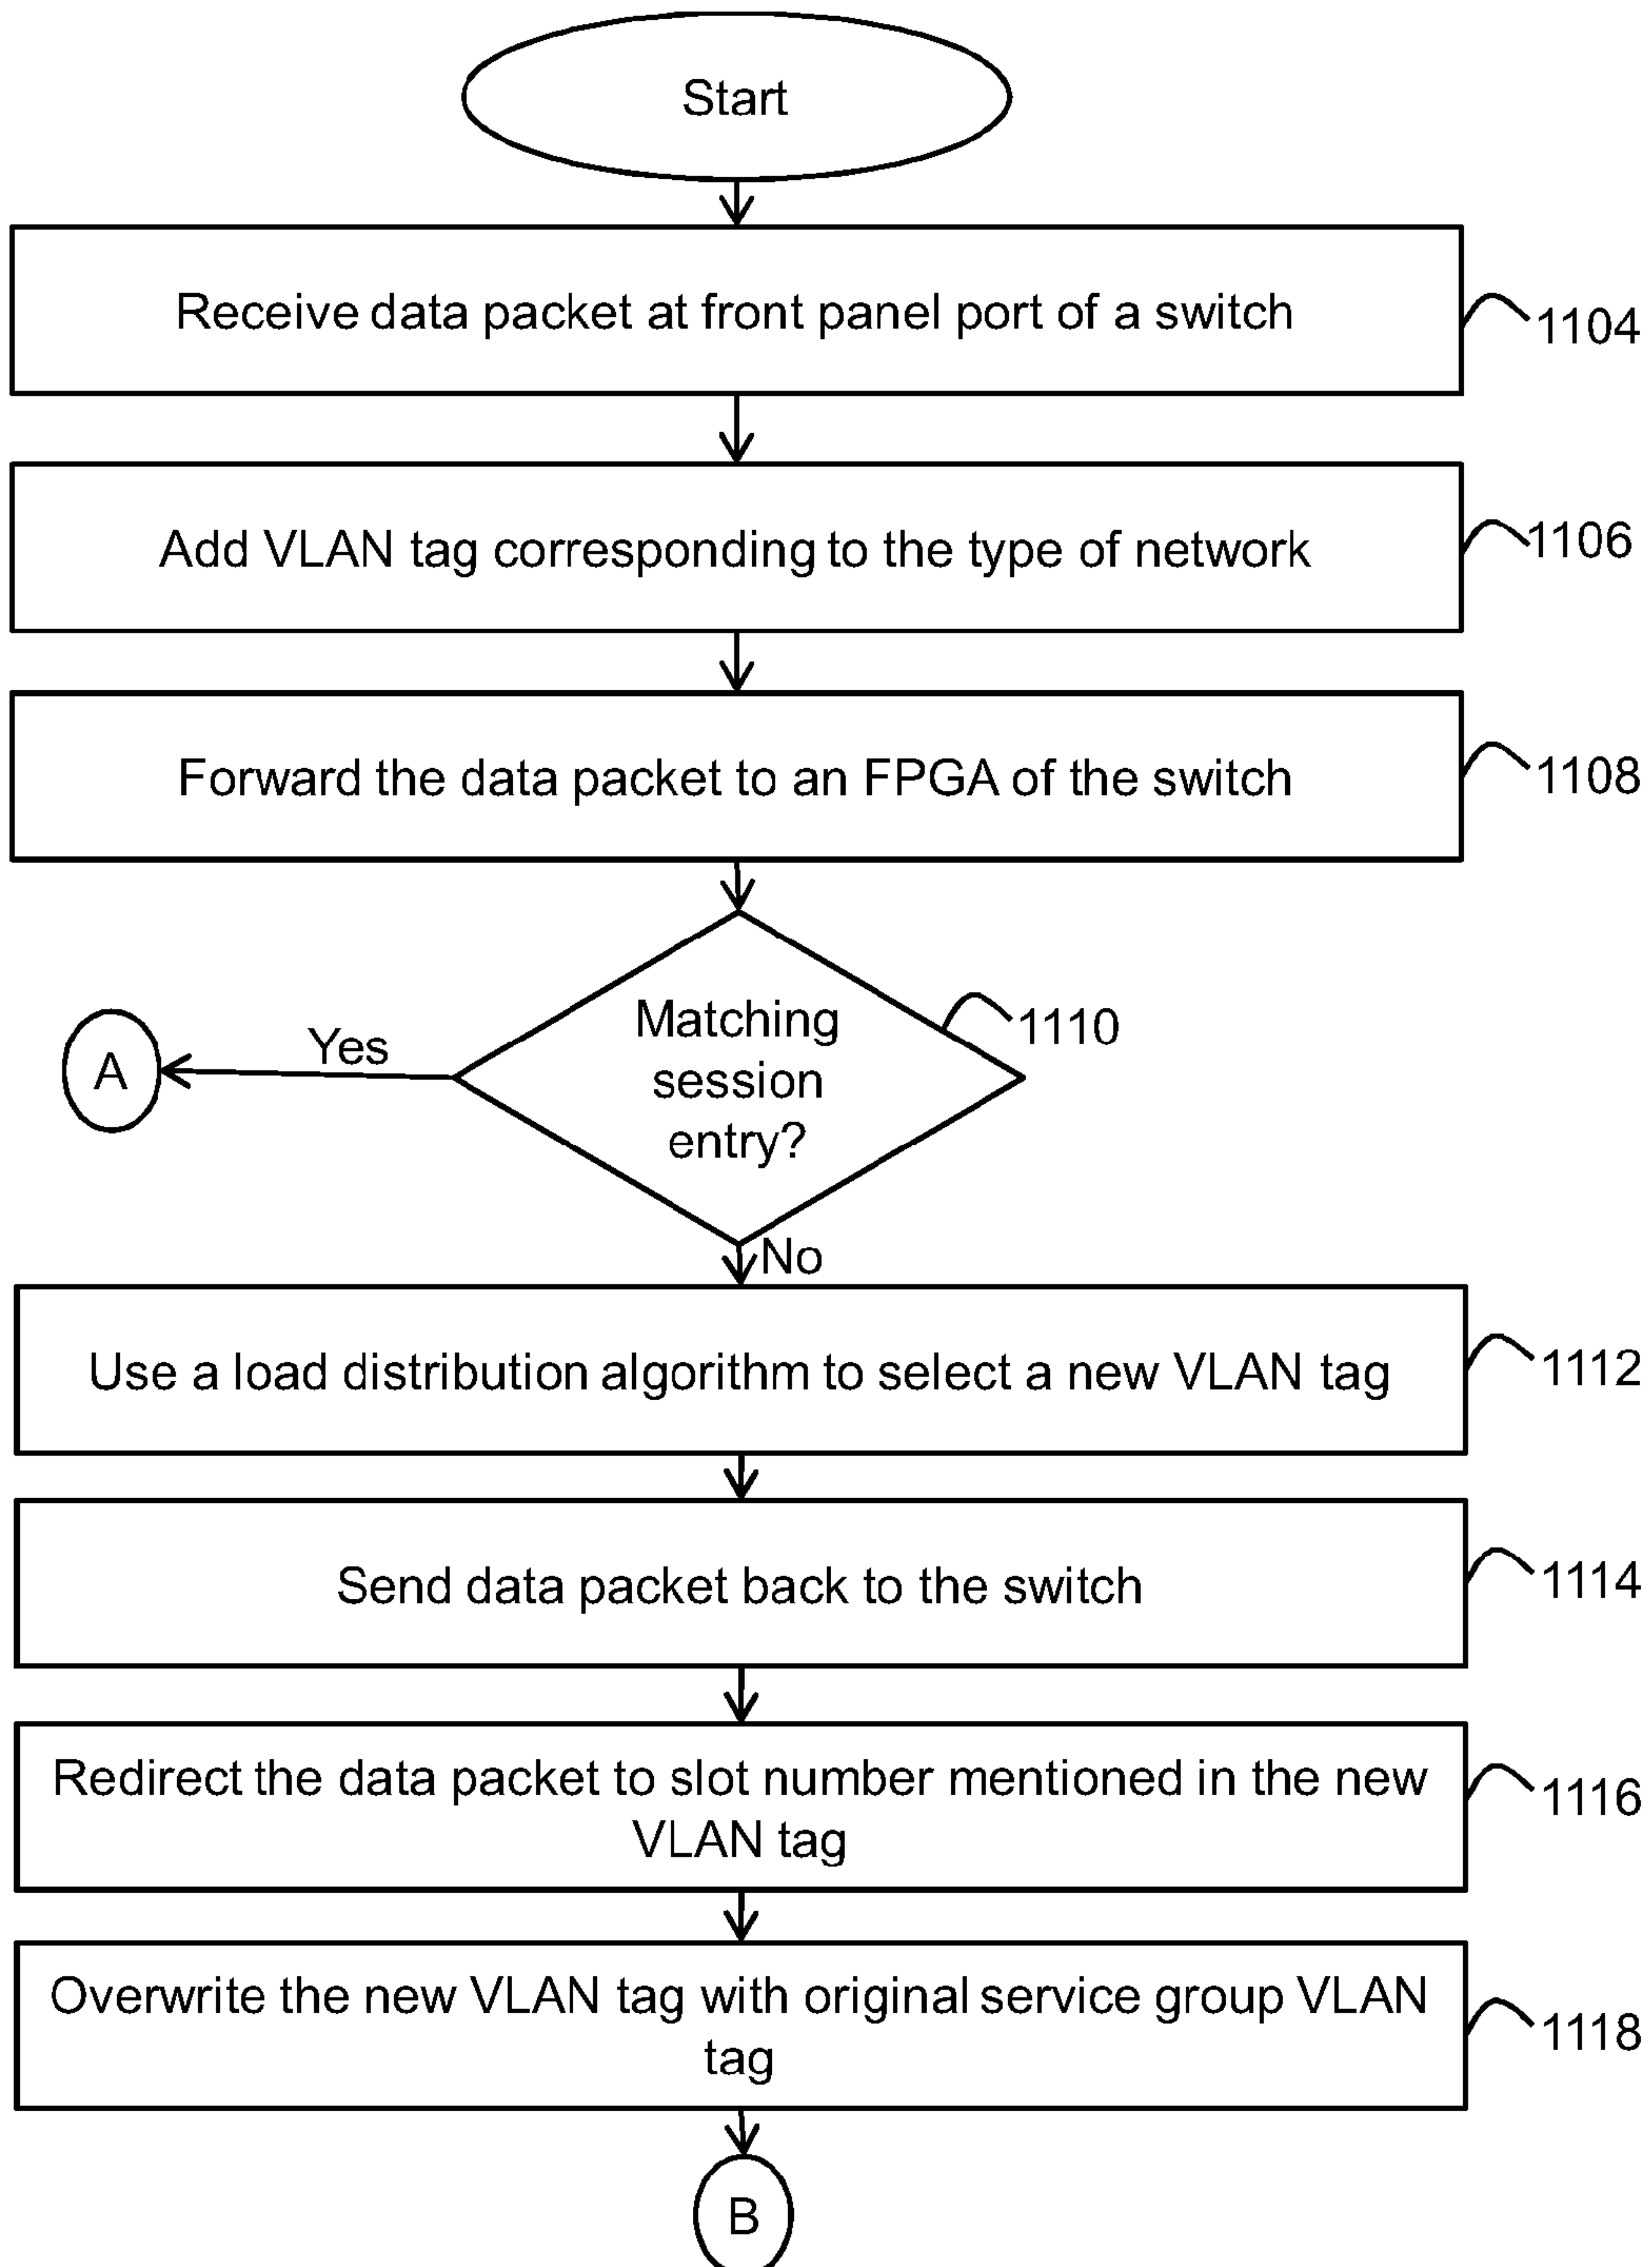 Start
Receive data packet at front panel port of a switch
1104
Add VLAN tag corresponding to the type of network
1106
Forward the data packet to an FPGA of the switch
1108
Matching
session
entry?
1110
Yes
A
No
Use a load distribution algorithm to select a new VLAN tag
1112
Send data packet back to the switch
1114
Redirect the data packet to slot number mentioned in the new
VLAN tag
1116
Overwrite the new VLAN tag with original service group VLAN
tag
1118
B